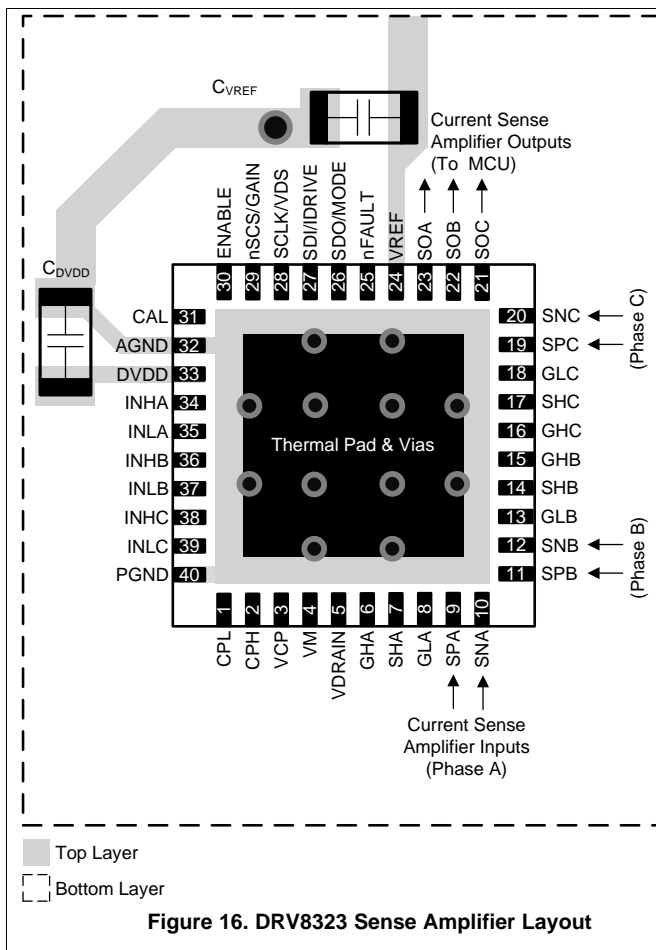 CVREF
Current Sense
Amplifier Outputs
(To MCU)
ENABLE
nSCS/GAIN
SCLK/VDS
SDI/IDRIVE
SDO/MODE
nFAULT
VREF
SOA
SOB
SOC
30
29
28
27
26
25
24
23
22
21
CDVDD
CAL 31
AGND 32
DVDD 33
INHA 34
INLA 35
INHB 36
INLB 37
INHC 38
INLC 39
PGND 40
Thermal Pad & Vias
20 SNC
19 SPC
18 GLC
17 SHC
16 GHC
15 GHB
14 SHB
13 GLB
12 SNB
11 SPB
(Phase C)
(Phase B)
1
2
3
4
5
6
7
8
9
10
CPL
CPH
VCP
VM
VDRAIN
GHA
SHA
GLA
SPA
SNA
Current Sense
Amplifier Inputs
(Phase A)
Top Layer
Bottom Layer
Figure 16. DRV8323 Sense Amplifier Layout